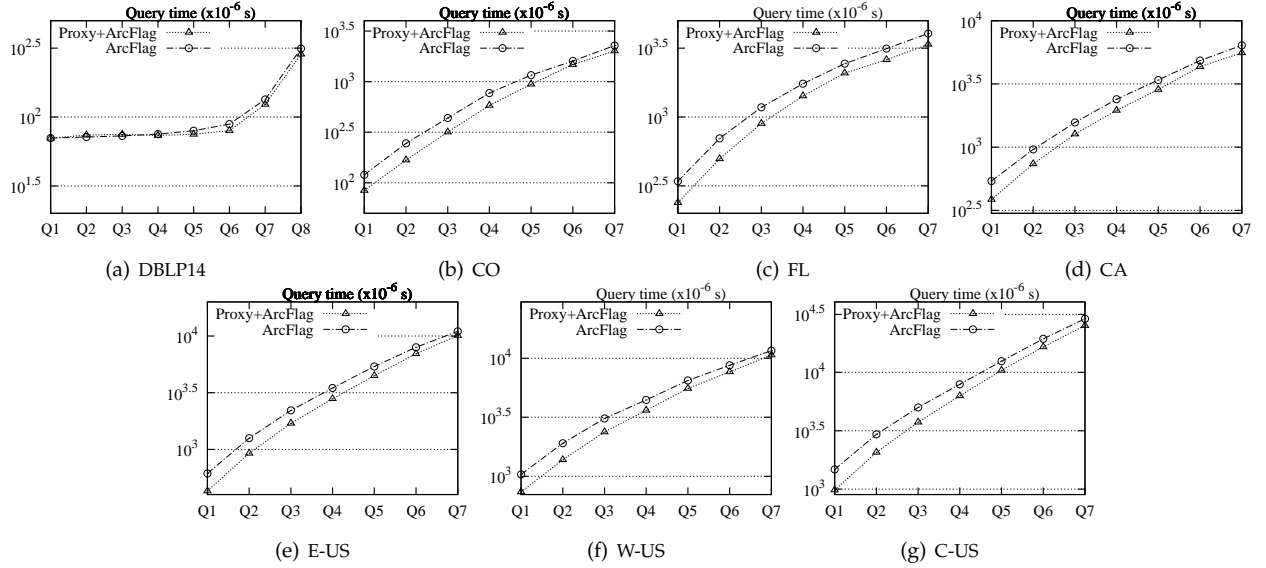 Query time (x10⁻⁶ s)
Proxy+ArcFlag
ArcFlag
10^2.5
10^2
10^1.5
Q1 Q2 Q3 Q4 Q5 Q6 Q7 Q8
(a) DBLP14
Query time (x10⁻⁶ s)
Proxy+ArcFlag
ArcFlag
10^3.5
10^3
10^2.5
10^2
Q1 Q2 Q3 Q4 Q5 Q6 Q7
(b) CO
Query time (x10⁻⁶ s)
Proxy+ArcFlag
ArcFlag
10^3.5
10^3
10^2.5
Q1 Q2 Q3 Q4 Q5 Q6 Q7
(c) FL
Query time (x10⁻⁶ s)
Proxy+ArcFlag
ArcFlag
10^4
10^3.5
10^3
10^2.5
Q1 Q2 Q3 Q4 Q5 Q6 Q7
(d) CA
Query time (x10⁻⁶ s)
Proxy+ArcFlag
ArcFlag
10^4
10^3.5
10^3
Q1 Q2 Q3 Q4 Q5 Q6 Q7
(e) E-US
Query time (x10⁻⁶ s)
Proxy+ArcFlag
ArcFlag
10^4
10^3.5
10^3
Q1 Q2 Q3 Q4 Q5 Q6 Q7
(f) W-US
Query time (x10⁻⁶ s)
Proxy+ArcFlag
ArcFlag
10^4.5
10^4
10^3.5
10^3
Q1 Q2 Q3 Q4 Q5 Q6 Q7
(g) C-US